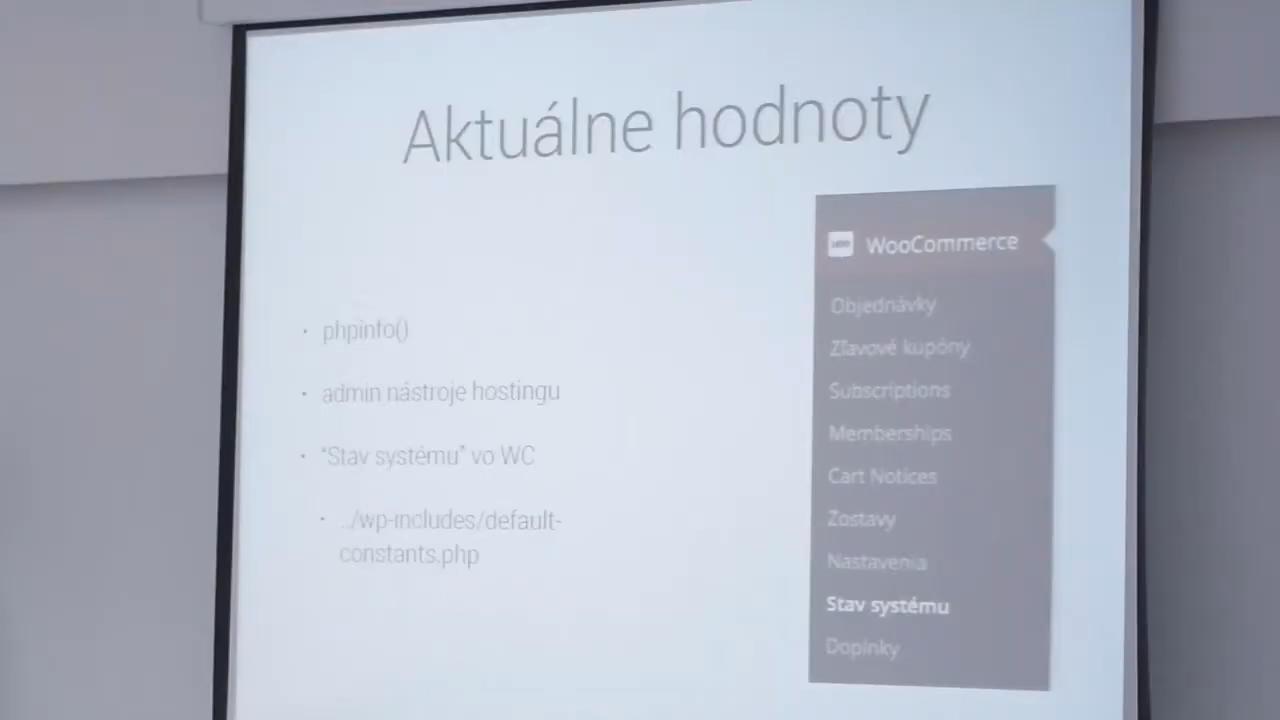 Aktuálne hodnoty
phpinfo()
admin nástroje hostingu
“Stav systému” vo WC
../wp-includes/default-
constants.php
WooCommerce
Objednávky
Zľavové kupóny
Subscriptions
Memberships
Cart Notices
Zostavy
Nastavenia
Stav systému
Doplnky